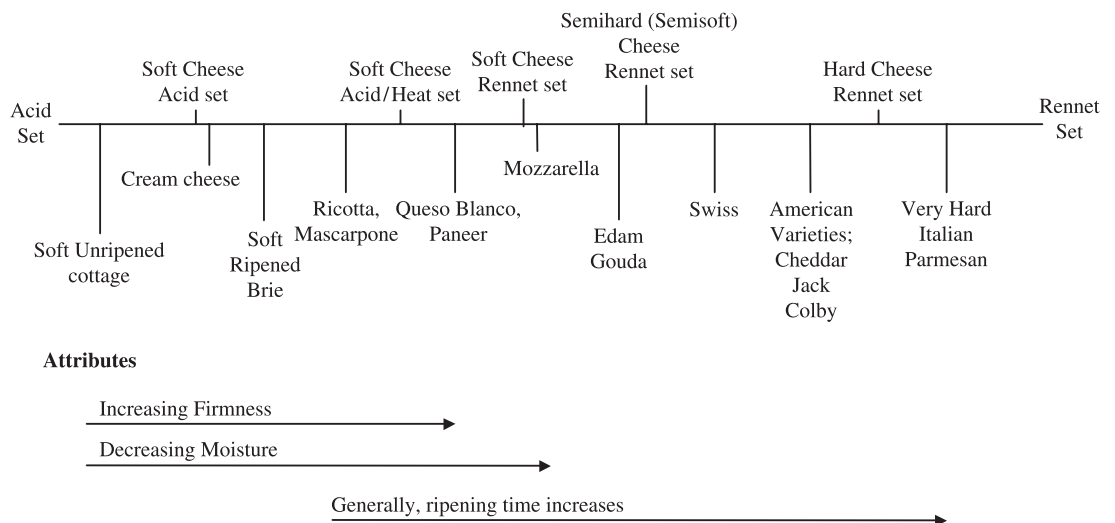 Semihard (Semisoft)
Cheese
Rennet set
Soft Cheese
Acid set
Soft Cheese
Acid/Heat set
Soft Cheese
Rennet set
Hard Cheese
Rennet set
Acid
Set
Rennet
Set
Cream cheese
Mozzarella
Soft Unripened
cottage
Soft
Ripened
Brie
Ricotta,
Mascarpone
Queso Blanco,
Paneer
Edam
Gouda
Swiss
American
Varieties;
Cheddar
Jack
Colby
Very Hard
Italian
Parmesan
Attributes
Increasing Firmness
Decreasing Moisture
Generally, ripening time increases